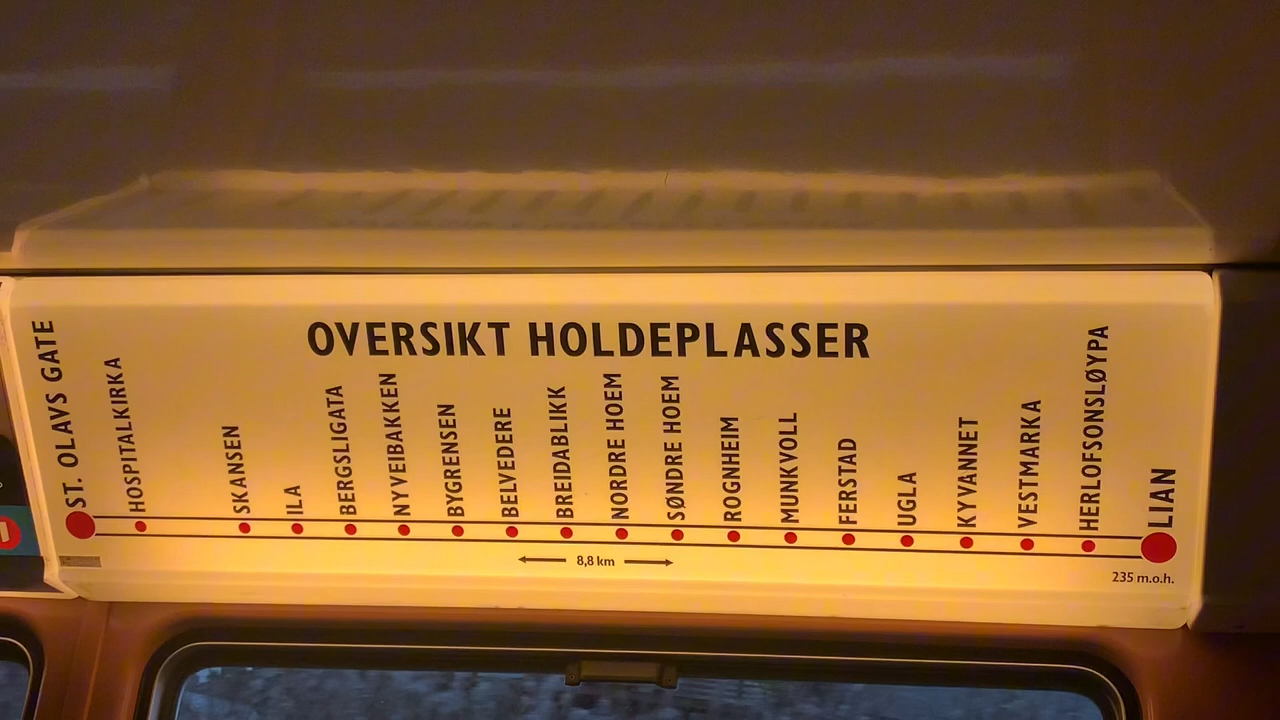 OVERSIKT HOLDEPLASSER
ST. OLAVS GATE
HOSPITALKIRKA
SKANSEN
ILA
BERGSLIGATA
NYVEIBAKKEN
BYGRENSEN
BELVEDERE
BREIDABLIKK
NORDRE HOEM
SØNDRE HOEM
ROGNHEIM
MUNKVOLL
FERSTAD
UGLA
KYVANNET
VESTMARKA
HERLOFSONSLØYPA
LIAN
8,8 km
235 m.o.h.